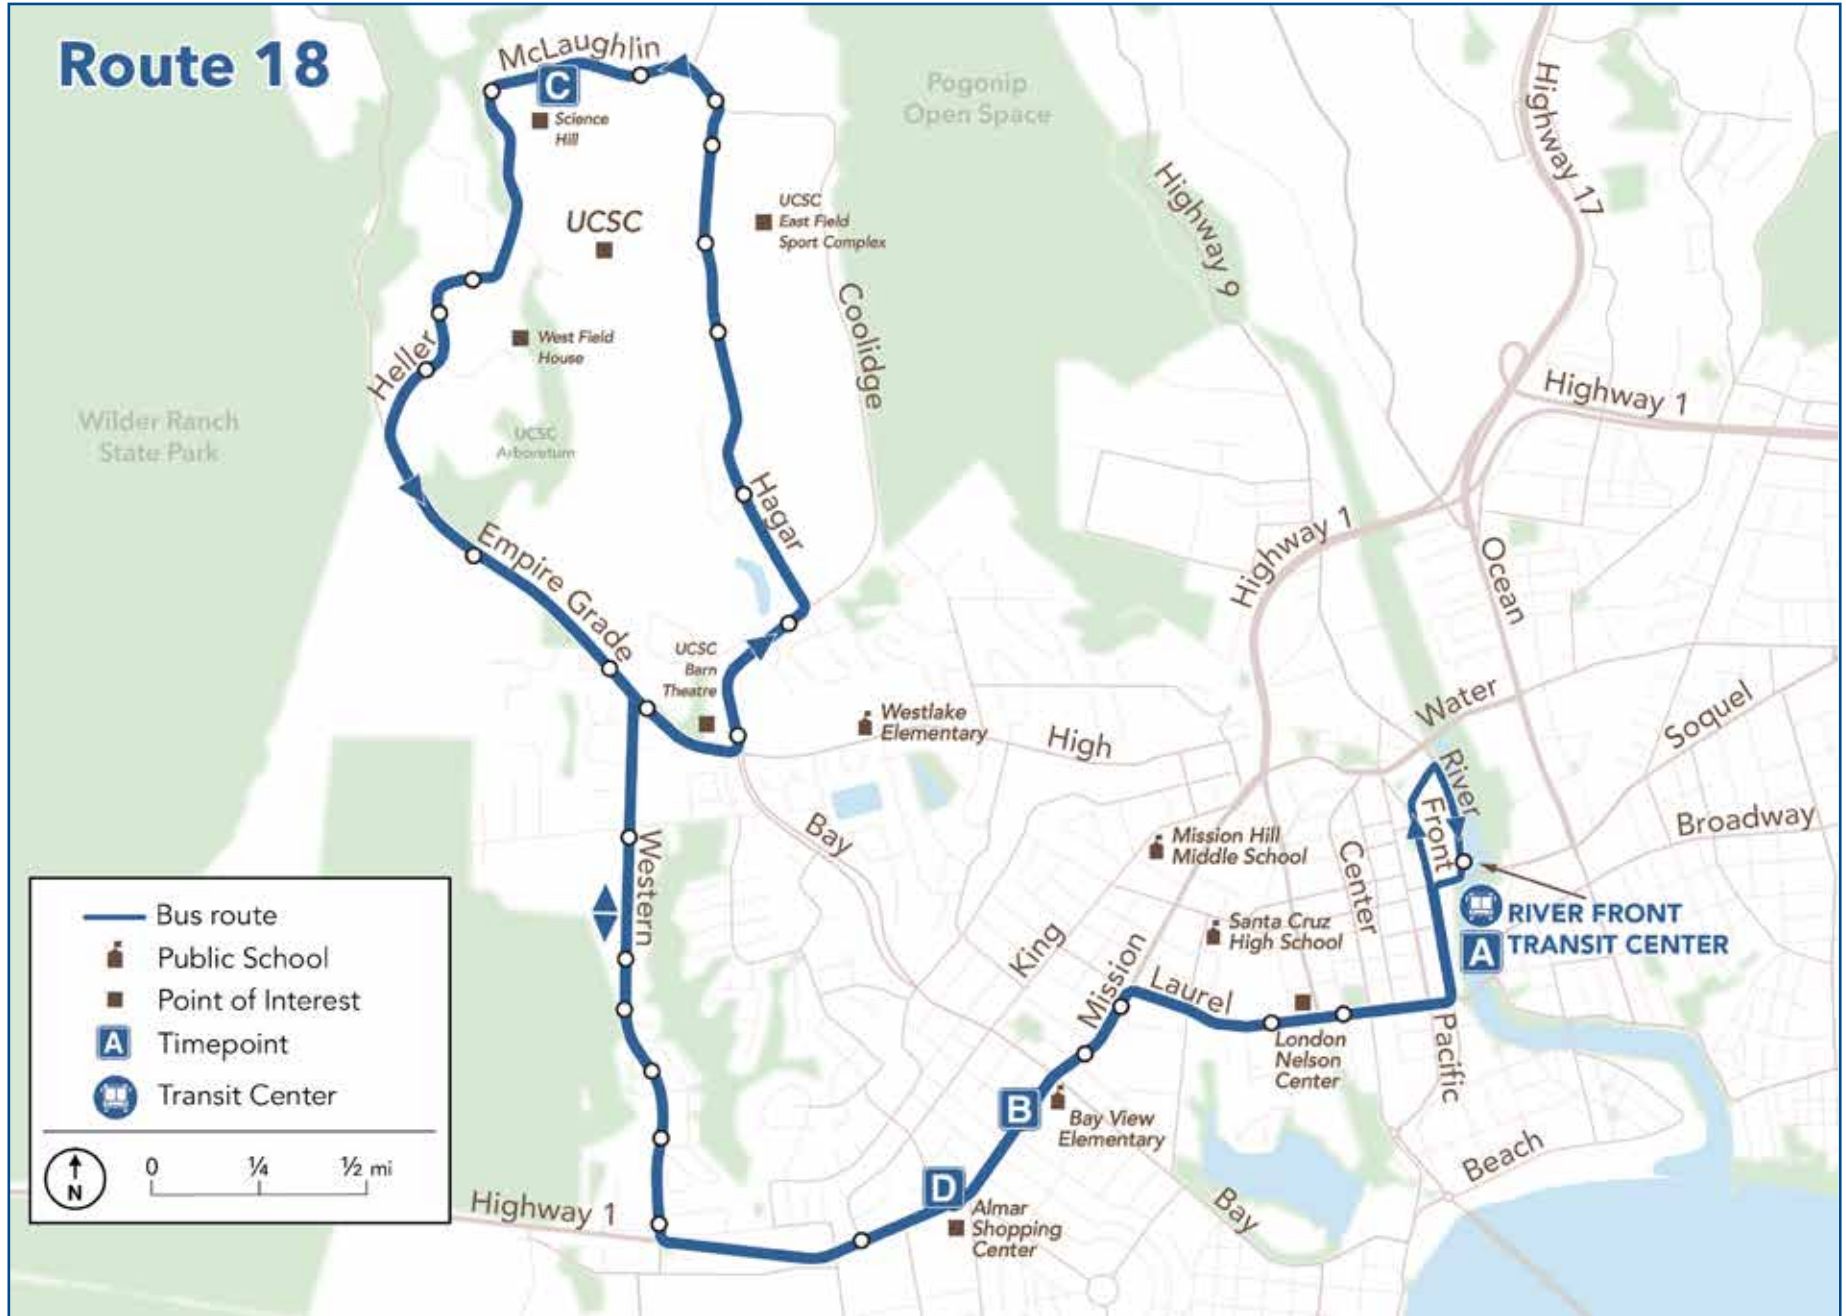 Route 18
McLaughlin
C
Science
Hill
Pogonip
Open Space
Highway 17
Highway 9
UCSC
UCSC
East Field
Sport Complex
Coolidge
West Field
House
Heller
Highway 1
Wilder Ranch
State Park
UCSC
Arboretum
Hagar
Empire Grade
Highway 1
Ocean
UCSC
Barn
Theatre
Westlake
Elementary
High
Water
Soquel
River
Front
Broadway
Bay
Mission Hill
Middle School
Center
Western
Santa Cruz
High School
RIVER FRONT
TRANSIT CENTER
A
King
Mission
Laurel
London
Nelson
Center
Pacific
B
Bay View
Elementary
Beach
D
Almar
Shopping
Center
Bay
Highway 1
Bus route
Public School
Point of Interest
A
Timepoint
Transit Center
N
0 ¼ ½ mi